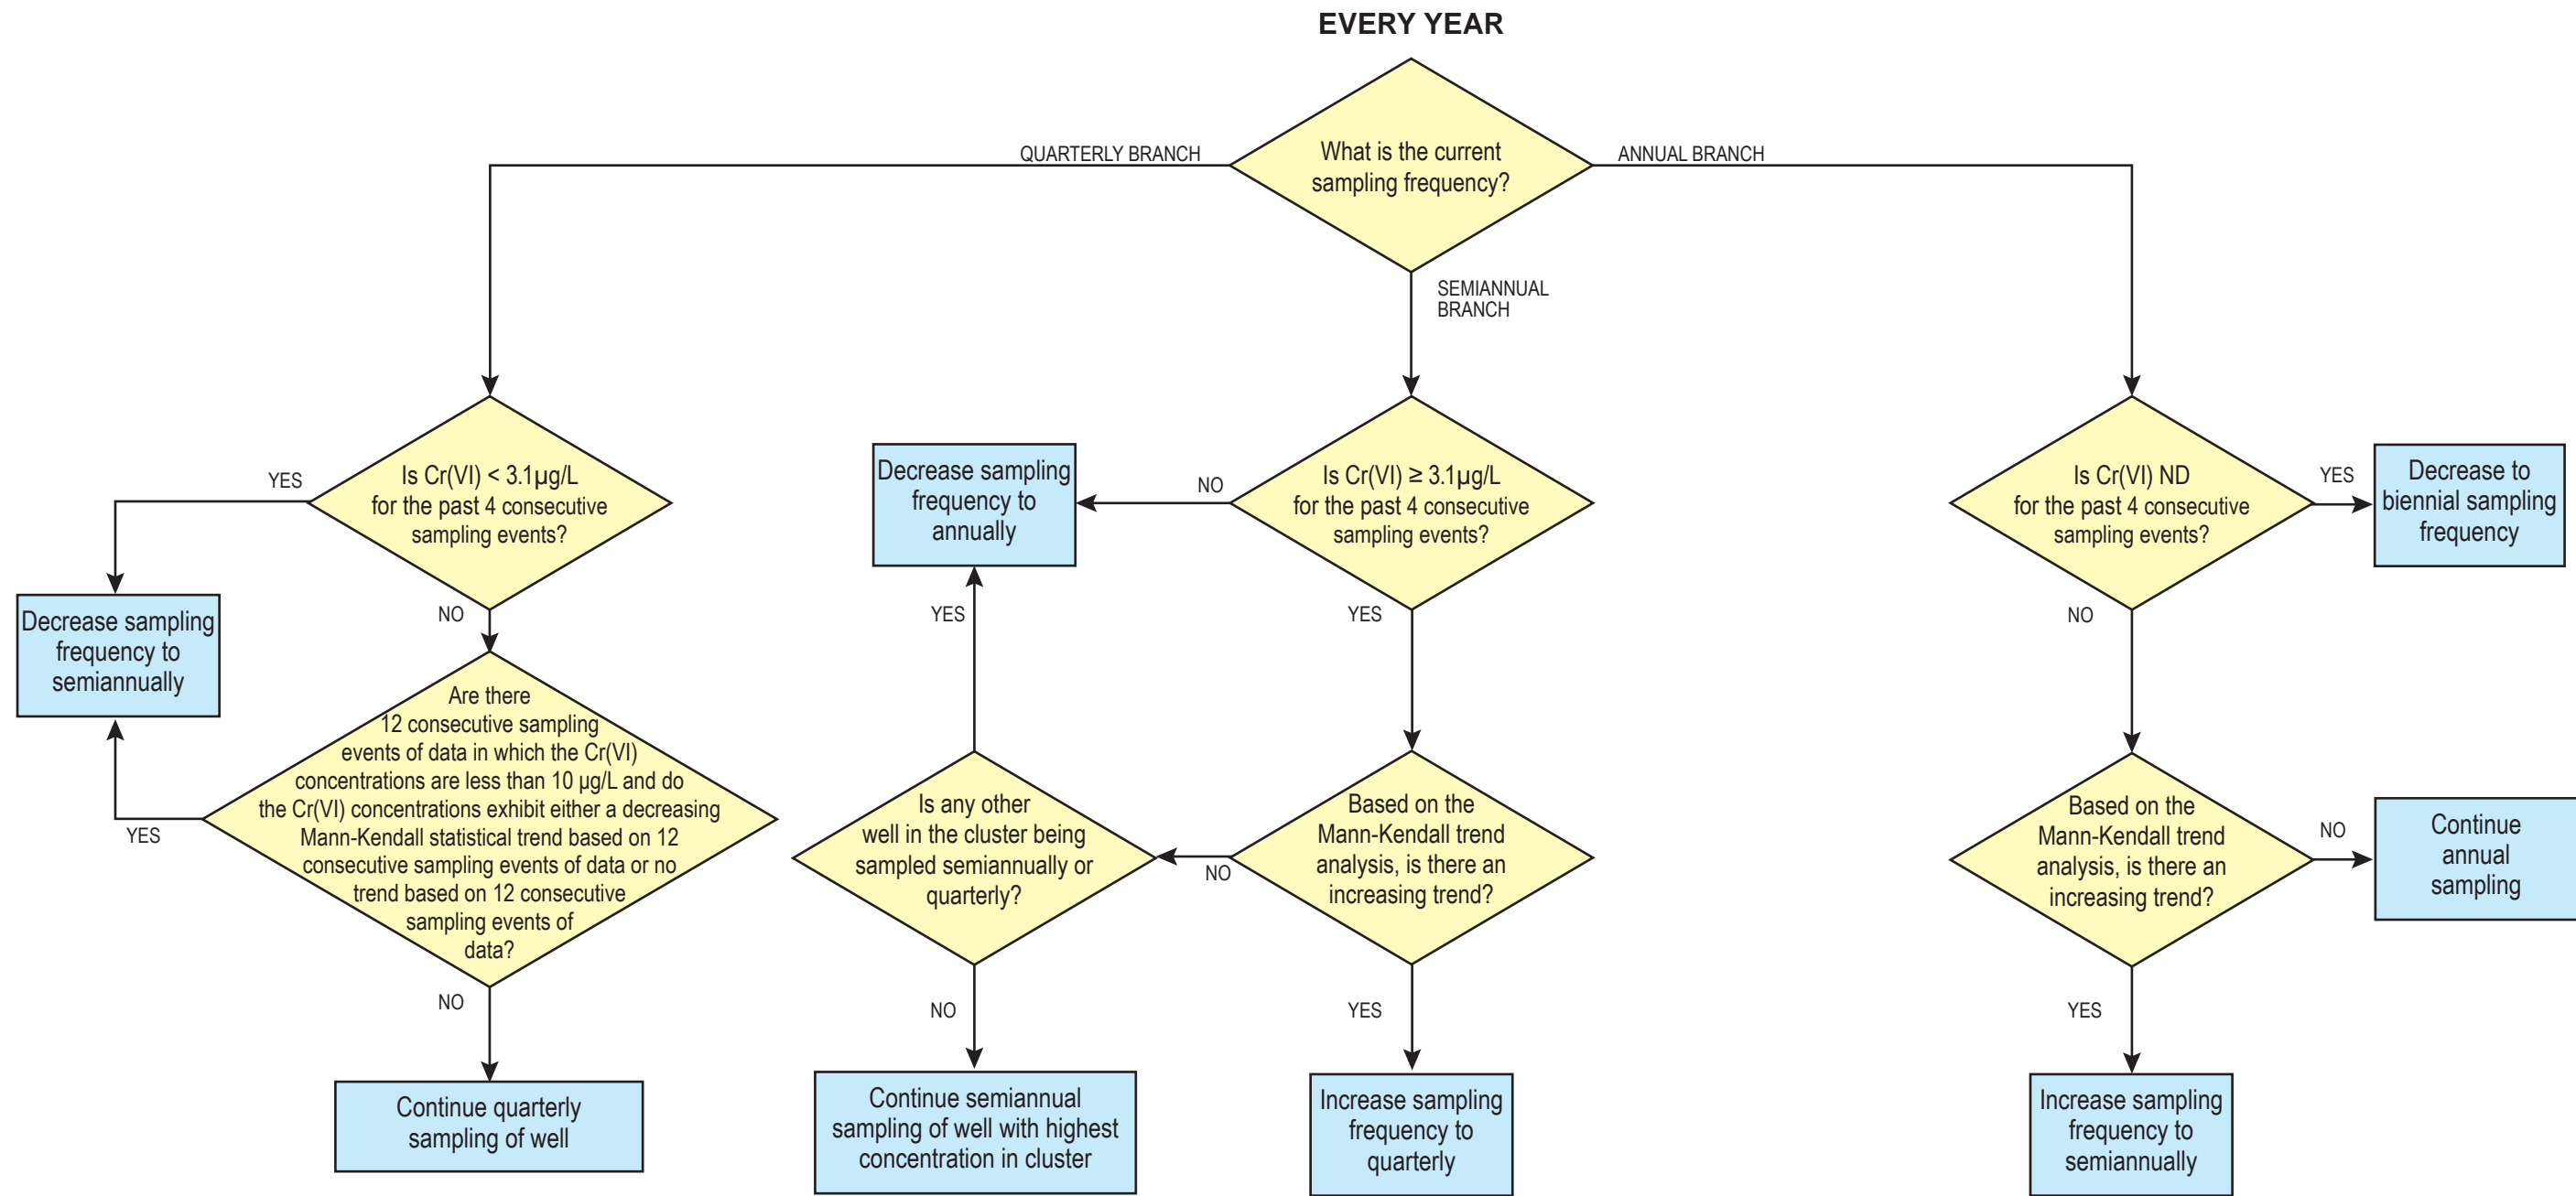 EVERY YEAR
What is the current
sampling frequency?
QUARTERLY BRANCH
ANNUAL BRANCH
SEMIANNUAL
BRANCH
Is Cr(VI) < 3.1µg/L
for the past 4 consecutive
sampling events?
YES
NO
Decrease sampling
frequency to
semiannually
Are there
12 consecutive sampling
events of data in which the Cr(VI)
concentrations are less than 10 µg/L and do
the Cr(VI) concentrations exhibit either a decreasing
Mann-Kendall statistical trend based on 12
consecutive sampling events of data or no
trend based on 12 consecutive
sampling events of
data?
YES
NO
Continue quarterly
sampling of well
Is Cr(VI) ≥ 3.1µg/L
for the past 4 consecutive
sampling events?
NO
YES
Decrease sampling
frequency to
annually
Based on the
Mann-Kendall trend
analysis, is there an
increasing trend?
NO
YES
Is any other
well in the cluster being
sampled semiannually or
quarterly?
YES
NO
Continue semiannual
sampling of well with highest
concentration in cluster
Increase sampling
frequency to
quarterly
Is Cr(VI) ND
for the past 4 consecutive
sampling events?
YES
NO
Decrease to
biennial sampling
frequency
Based on the
Mann-Kendall trend
analysis, is there an
increasing trend?
NO
YES
Continue
annual
sampling
Increase sampling
frequency to
semiannually